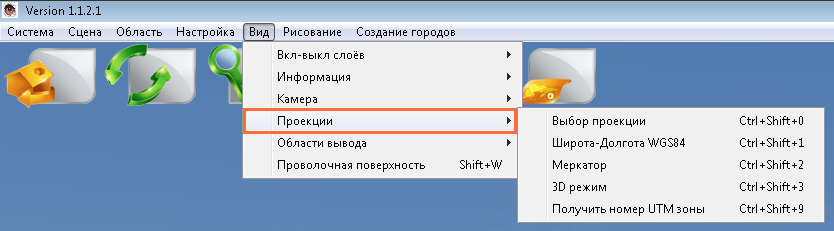 Version 1.1.2.1
Система Сцена Область Настройка Вид Рисование Создание городов
Вкл-выкл слоёв
Информация
Камера
Проекции
Области вывода
Проволочная поверхность Shift+W
Выбор проекции Ctrl+Shift+0
Широта-Долгота WGS84 Ctrl+Shift+1
Меркатор Ctrl+Shift+2
3D режим Ctrl+Shift+3
Получить номер UTM зоны Ctrl+Shift+9